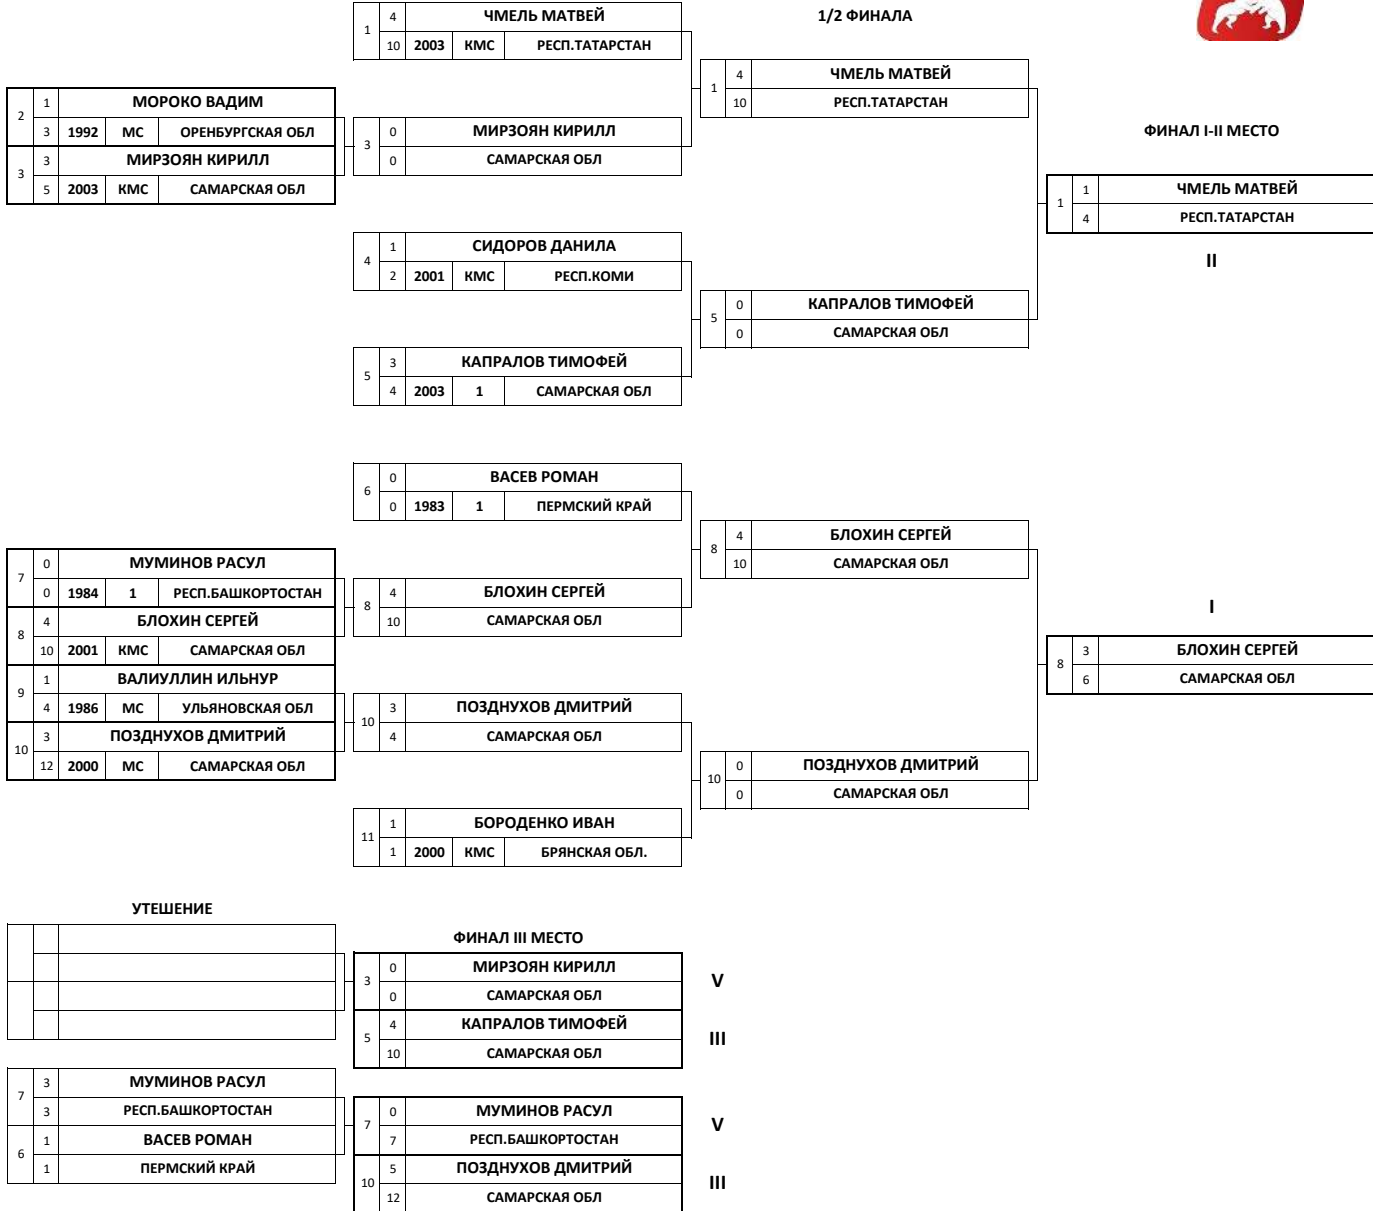 4 ЧМЕЛЬ МАТВЕЙ 1/2 ФИНАЛА
1
10 2003 КМС РЕСП.ТАТАРСТАН
4 ЧМЕЛЬ МАТВЕЙ
1
10 РЕСП.ТАТАРСТАН
1 МОРОКО ВАДИМ
2
3 1992 МС ОРЕНБУРГСКАЯ ОБЛ
0 МИРЗОЯН КИРИЛЛ
3
0 САМАРСКАЯ ОБЛ
ФИНАЛ I-II МЕСТО
3 МИРЗОЯН КИРИЛЛ
3
5 2003 КМС САМАРСКАЯ ОБЛ
1 ЧМЕЛЬ МАТВЕЙ
1
4 РЕСП.ТАТАРСТАН
II
1 СИДОРОВ ДАНИЛА
4
2 2001 КМС РЕСП.КОМИ
0 КАПРАЛОВ ТИМОФЕЙ
5
0 САМАРСКАЯ ОБЛ
3 КАПРАЛОВ ТИМОФЕЙ
5
4 2003 1 САМАРСКАЯ ОБЛ
0 ВАСЕВ РОМАН
6
0 1983 1 ПЕРМСКИЙ КРАЙ
4 БЛОХИН СЕРГЕЙ
8
10 САМАРСКАЯ ОБЛ
0 МУМИНОВ РАСУЛ
7
0 1984 1 РЕСП.БАШКОРТОСТАН
4 БЛОХИН СЕРГЕЙ
8
10 САМАРСКАЯ ОБЛ
4 БЛОХИН СЕРГЕЙ
8
10 2001 КМС САМАРСКАЯ ОБЛ
I
3 БЛОХИН СЕРГЕЙ
8
6 САМАРСКАЯ ОБЛ
1 ВАЛИУЛЛИН ИЛЬНУР
9
4 1986 МС УЛЬЯНОВСКАЯ ОБЛ
3 ПОЗДНУХОВ ДМИТРИЙ
10
4 САМАРСКАЯ ОБЛ
3 ПОЗДНУХОВ ДМИТРИЙ
10
12 2000 МС САМАРСКАЯ ОБЛ
0 ПОЗДНУХОВ ДМИТРИЙ
10
0 САМАРСКАЯ ОБЛ
1 БОРОДЕНКО ИВАН
11
1 2000 КМС БРЯНСКАЯ ОБЛ.
УТЕШЕНИЕ
ФИНАЛ III МЕСТО
0 МИРЗОЯН КИРИЛЛ
3 V
0 САМАРСКАЯ ОБЛ
4 КАПРАЛОВ ТИМОФЕЙ
5 III
10 САМАРСКАЯ ОБЛ
3 МУМИНОВ РАСУЛ
7
3 РЕСП.БАШКОРТОСТАН
1 ВАСЕВ РОМАН
6
1 ПЕРМСКИЙ КРАЙ
0 МУМИНОВ РАСУЛ
7 V
7 РЕСП.БАШКОРТОСТАН
5 ПОЗДНУХОВ ДМИТРИЙ
10 III
12 САМАРСКАЯ ОБЛ